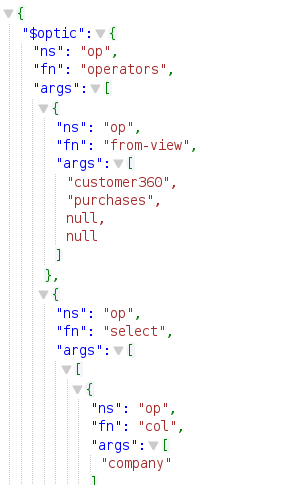 {
"$optic": {
"ns": "op",
"fn": "operators",
"args": [
{
"ns": "op",
"fn": "from-view",
"args": [
"customer360",
"purchases",
null,
null
]
},
{
"ns": "op",
"fn": "select",
"args": [
[
{
"ns": "op",
"fn": "col",
"args": [
"company"
]